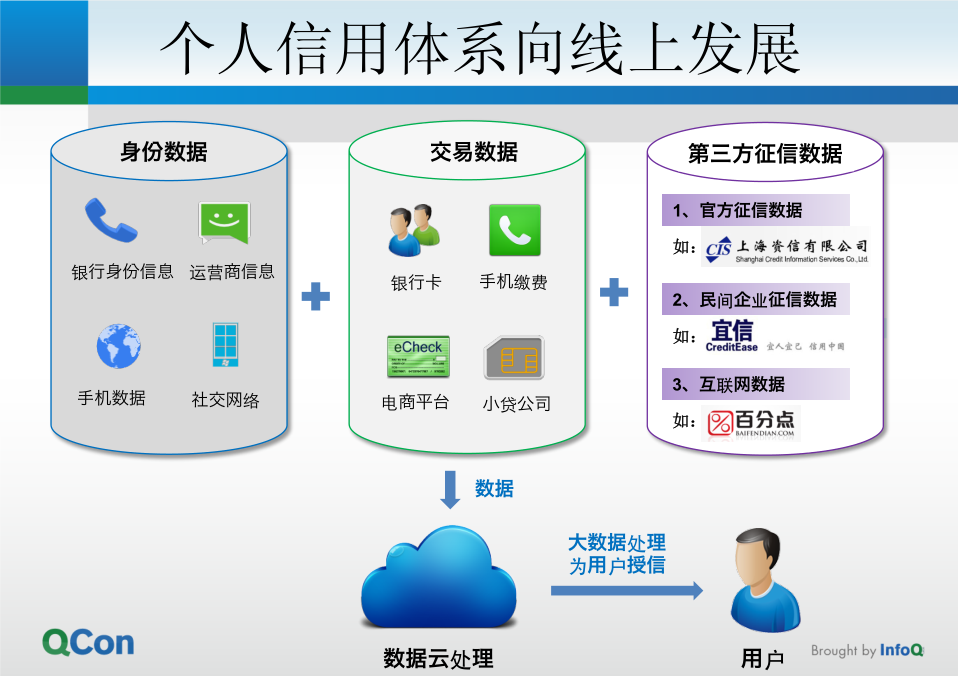 个人信用体系向线上发展
身份数据
银行身份信息
运营商信息
手机数据
社交网络
交易数据
银行卡
手机缴费
eCheck
电商平台
小贷公司
第三方征信数据
1、官方征信数据
如：
CIS 上海资信有限公司
Shanghai Credit Information Services Co.,Ltd.
2、民间企业征信数据
如：
宜信
CreditEase
宜人宜己 信用中国
3、互联网数据
如：
百分点
BAIFENDIAN.COM
数据
大数据处理
为用户授信
数据云处理
用户
QCon
Brought by InfoQ